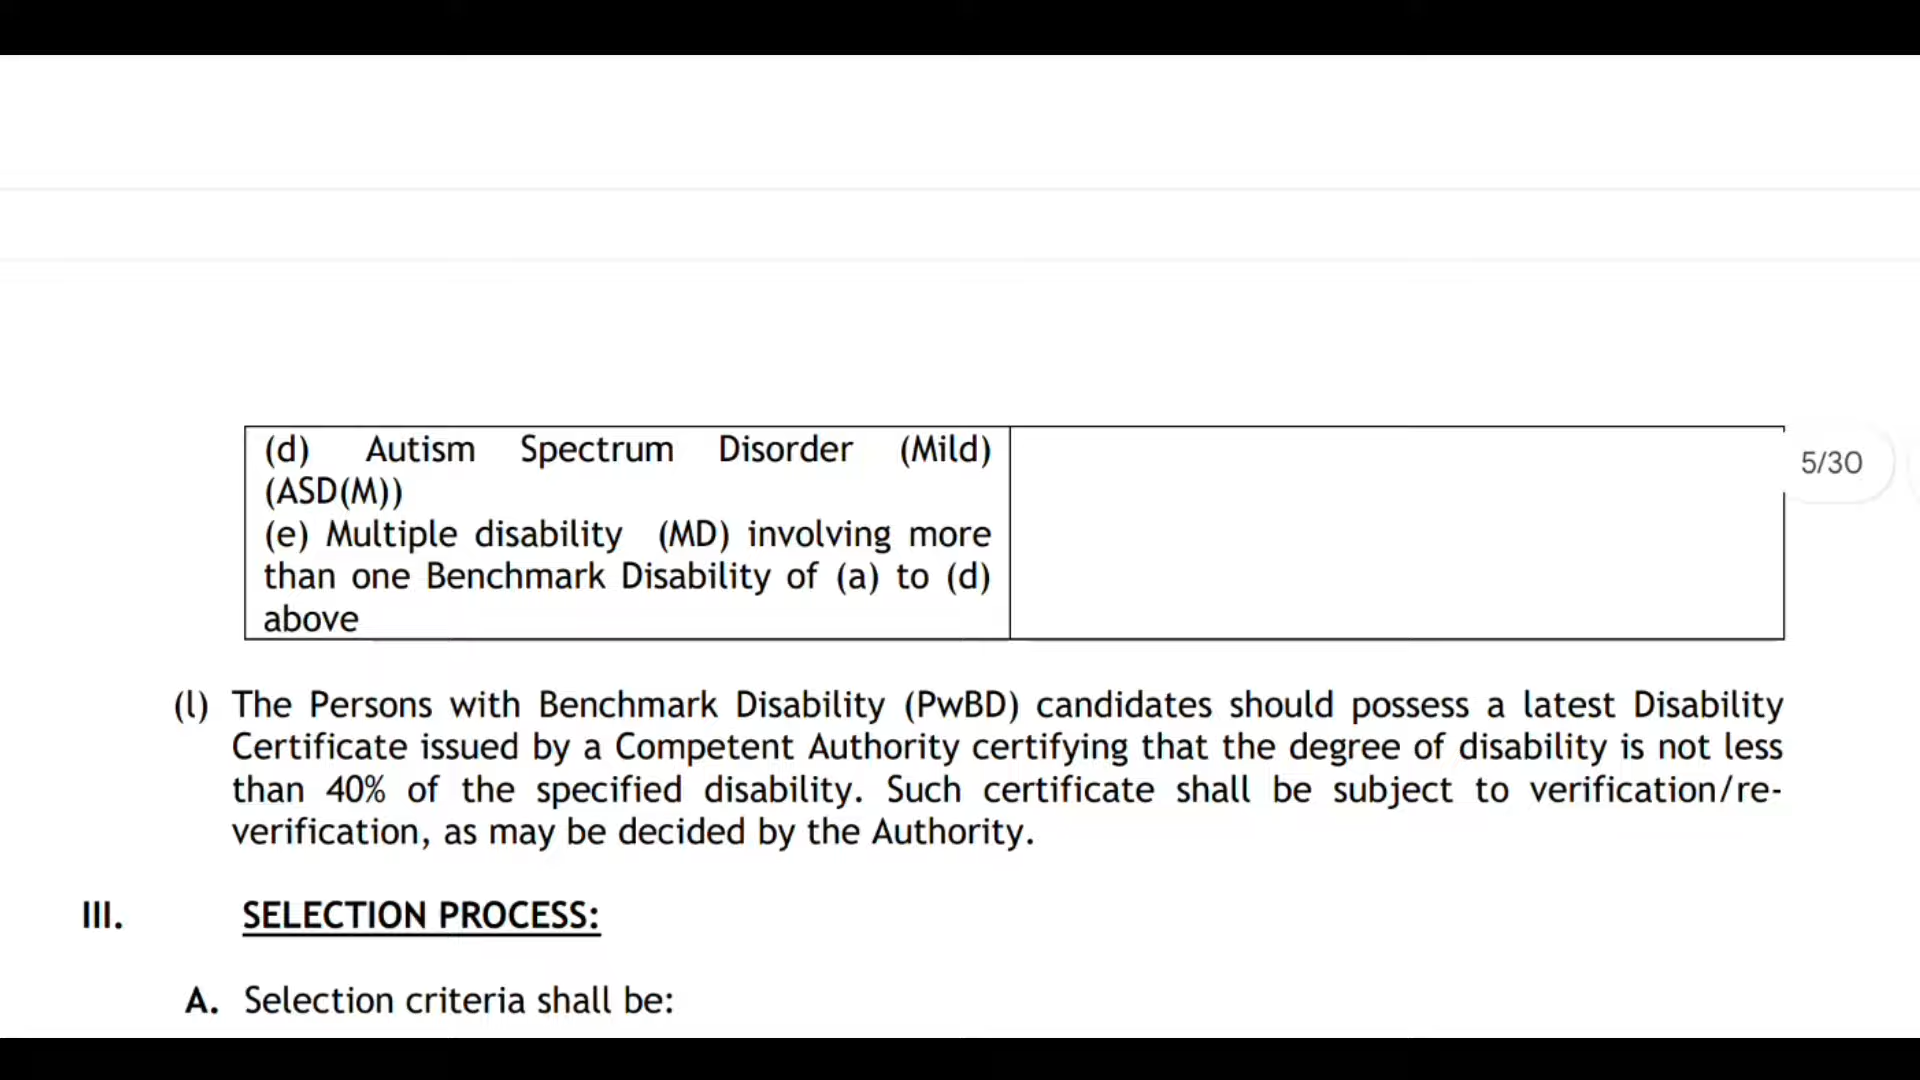 (d) Autism Spectrum Disorder (Mild)
(ASD(M))
(e) Multiple disability (MD) involving more
than one Benchmark Disability of (a) to (d)
above
5/30
(l) The Persons with Benchmark Disability (PwBD) candidates should possess a latest Disability
Certificate issued by a Competent Authority certifying that the degree of disability is not less
than 40% of the specified disability. Such certificate shall be subject to verification/re-
verification, as may be decided by the Authority.
III. SELECTION PROCESS:
A. Selection criteria shall be: